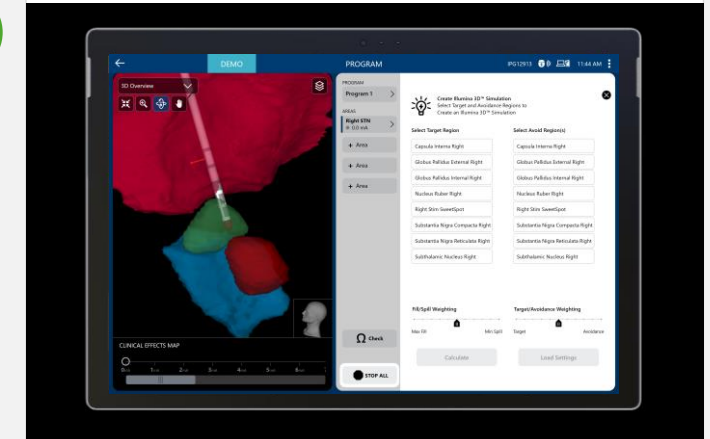 DEMO
PROGRAM
IPG12913
11:44 AM
3D Overview
PROGRAM
Program 1
AREAS
Right STN
0.0 mA
+ Area
+ Area
+ Area
Check
STOP ALL
Create Illumina 3D™ Simulation
Select Target and Avoidance
Regions to
Create an Illumina 3D™ Simulation
Select Target Region
Capsula Interna Right
Globus Pallidus External Right
Globus Pallidus Internal Right
Nucleus Ruber Right
Right Stim SweetSpot
Substantia Nigra Compacta Right
Substantia Nigra Reticulata Right
Subthalamic Nucleus Right
Select Avoid Region(s)
Capsula Interna Right
Globus Pallidus External Right
Globus Pallidus Internal Right
Nucleus Ruber Right
Right Stim SweetSpot
Substantia Nigra Compacta Right
Substantia Nigra Reticulata Right
Subthalamic Nucleus Right
Fill/Spill Weighting
Max Fill
Min Spill
Target/Avoidance Weighting
Target
Avoidance
Calculate
Load Settings
CLINICAL EFFECTS MAP